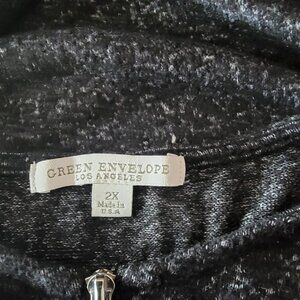 GREEN ENVELOPE
LOS ANGELES
2X
Made in
U.S.A